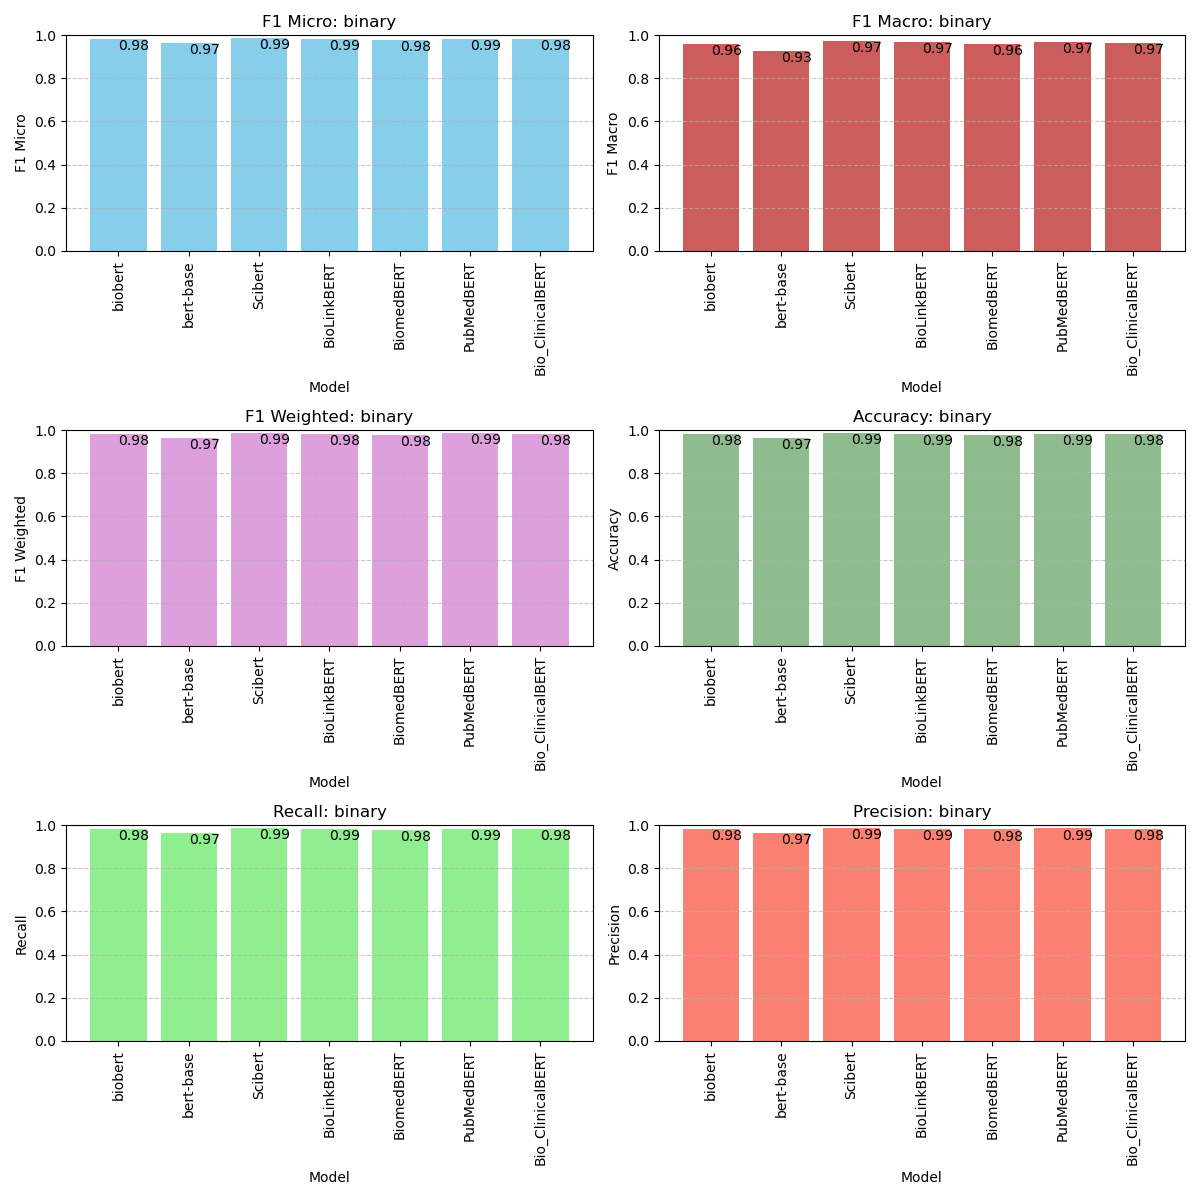 F1 Micro: binary
F1 Micro
1.0
0.8
0.6
0.4
0.2
0.0
0.98 0.97 0.99 0.99 0.98 0.99 0.98
biobert bert-base Scibert BioLinkBERT BiomedBERT PubMedBERT Bio_ClinicalBERT
Model
F1 Macro: binary
F1 Macro
1.0
0.8
0.6
0.4
0.2
0.0
0.96 0.93 0.97 0.97 0.96 0.97 0.97
biobert bert-base Scibert BioLinkBERT BiomedBERT PubMedBERT Bio_ClinicalBERT
Model
F1 Weighted: binary
F1 Weighted
1.0
0.8
0.6
0.4
0.2
0.0
0.98 0.97 0.99 0.98 0.98 0.99 0.98
biobert bert-base Scibert BioLinkBERT BiomedBERT PubMedBERT Bio_ClinicalBERT
Model
Accuracy: binary
Accuracy
1.0
0.8
0.6
0.4
0.2
0.0
0.98 0.97 0.99 0.99 0.98 0.99 0.98
biobert bert-base Scibert BioLinkBERT BiomedBERT PubMedBERT Bio_ClinicalBERT
Model
Recall: binary
Recall
1.0
0.8
0.6
0.4
0.2
0.0
0.98 0.97 0.99 0.99 0.98 0.99 0.98
biobert bert-base Scibert BioLinkBERT BiomedBERT PubMedBERT Bio_ClinicalBERT
Model
Precision: binary
Precision
1.0
0.8
0.6
0.4
0.2
0.0
0.98 0.97 0.99 0.99 0.98 0.99 0.98
biobert bert-base Scibert BioLinkBERT BiomedBERT PubMedBERT Bio_ClinicalBERT
Model